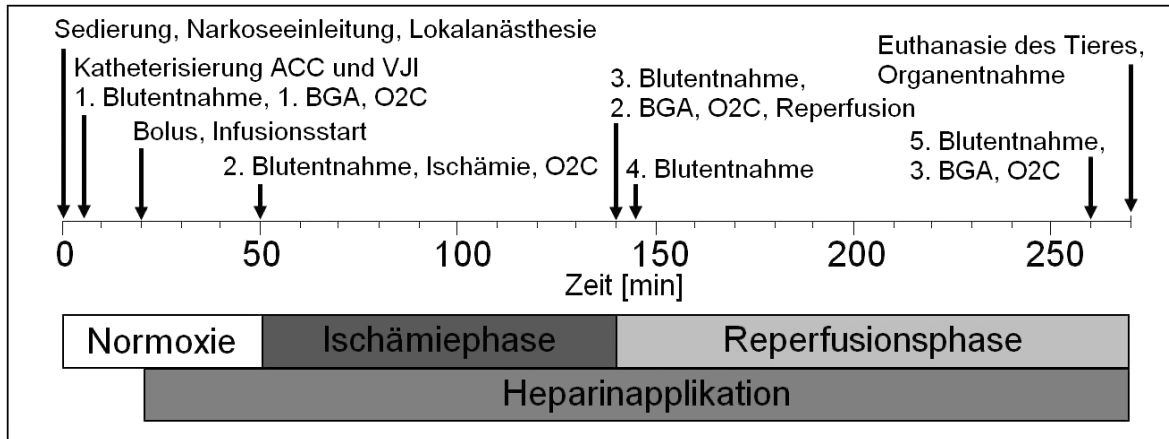 Sedierung, Narkoseeinleitung, Lokalanästhesie
Katheterisierung ACC und VJI
1. Blutentnahme, 1. BGA, O2C
Bolus, Infusionsstart
2. Blutentnahme, Ischämie, O2C
3. Blutentnahme,
2. BGA, O2C, Reperfusion
4. Blutentnahme
Euthanasie des Tieres,
Organentnahme
5. Blutentnahme,
3. BGA, O2C
0 50 100 150 200 250
Zeit [min]
Normoxie Ischämiephase Reperfusionsphase
Heparinapplikation